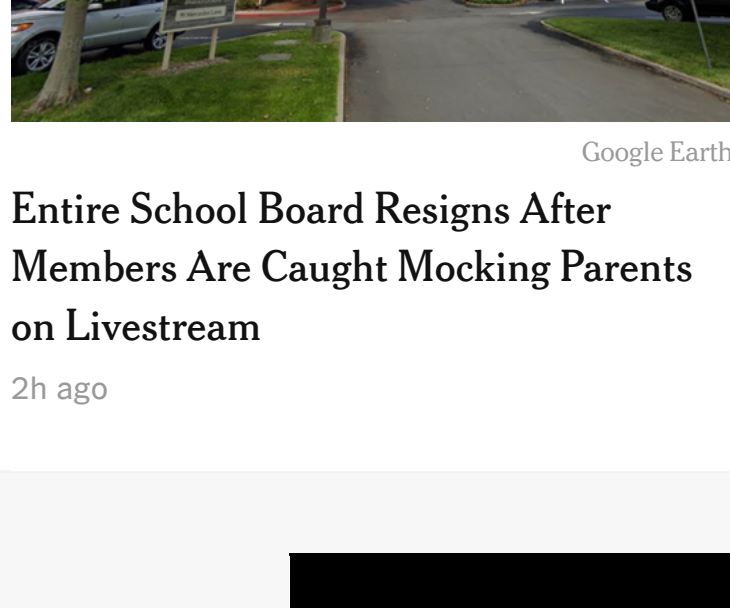 Google Earth
Entire School Board Resigns After
Members Are Caught Mocking Parents
on Livestream
2h ago